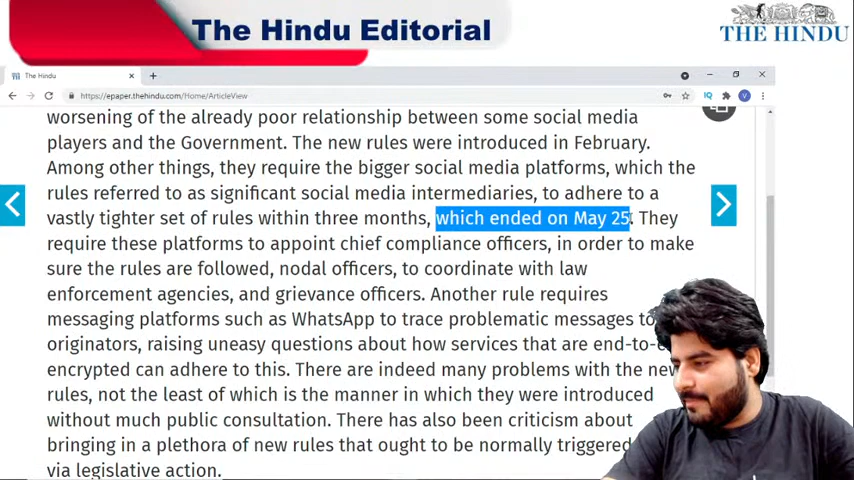 The Hindu Editorial
THE HINDU
The Hindu
https://epaper.thehindu.com/Home/ArticleView
IQ
V
worsening of the already poor relationship between some social media
players and the Government. The new rules were introduced in February.
Among other things, they require the bigger social media platforms, which the
rules referred to as significant social media intermediaries, to adhere to a
vastly tighter set of rules within three months, which ended on May 25. They
require these platforms to appoint chief compliance officers, in order to make
sure the rules are followed, nodal officers, to coordinate with law
enforcement agencies, and grievance officers. Another rule requires
messaging platforms such as WhatsApp to trace problematic messages to
originators, raising uneasy questions about how services that are end-to-e
encrypted can adhere to this. There are indeed many problems with the new
rules, not the least of which is the manner in which they were introduced
without much public consultation. There has also been criticism about
bringing in a plethora of new rules that ought to be normally triggered
via legislative action.